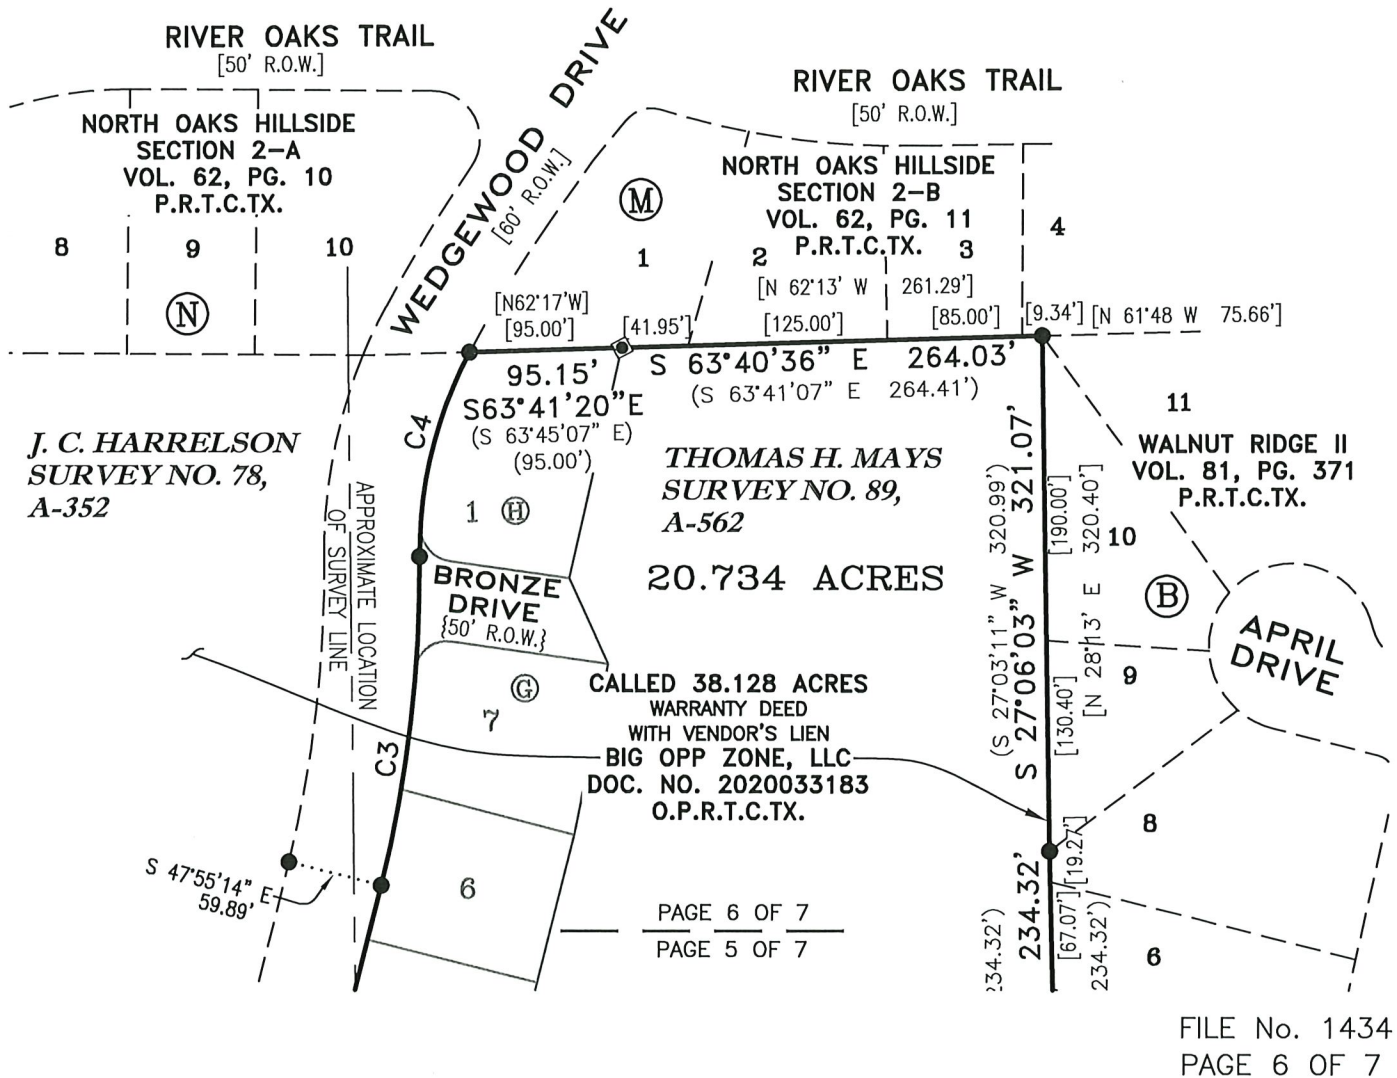 RIVER OAKS TRAIL
[50' R.O.W.]
WEDGEWOOD DRIVE
[60' R.O.W.]
RIVER OAKS TRAIL
[50' R.O.W.]
NORTH OAKS HILLSIDE
SECTION 2-A
VOL. 62, PG. 10
P.R.T.C.TX.
8
9
10
N
NORTH OAKS HILLSIDE
SECTION 2-B
VOL. 62, PG. 11
P.R.T.C.TX.
M
1
2
3
4
[N 62°13' W 261.29']
[N62°17'W]
[95.00']
[41.95']
[125.00']
[85.00']
[9.34']
[N 61°48 W 75.66']
95.15'
S63°41'20"E
(S 63°45'07" E)
(95.00')
S 63°40'36" E 264.03'
(S 63°41'07" E 264.41')
C4
J. C. HARRELSON
SURVEY NO. 78,
A-352
THOMAS H. MAYS
SURVEY NO. 89,
A-562
20.734 ACRES
11
WALNUT RIDGE II
VOL. 81, PG. 371
P.R.T.C.TX.
APPROXIMATE LOCATION
OF SURVEY LINE
1 H
BRONZE
DRIVE
{50' R.O.W.}
G
7
C3
6
(S 27°03'11" W 320.99')
S 27°06'03" W 321.07'
[190.00']
[130.40']
[N 28°13' E 320.40']
10
B
9
APRIL
DRIVE
8
6
CALLED 38.128 ACRES
WARRANTY DEED
WITH VENDOR'S LIEN
BIG OPP ZONE, LLC
DOC. NO. 2020033183
O.P.R.T.C.TX.
S 47°55'14" E
59.89'
234.32')
234.32'
[67.07']
[19.27']
234.32')
PAGE 6 OF 7
PAGE 5 OF 7
FILE No. 1434
PAGE 6 OF 7